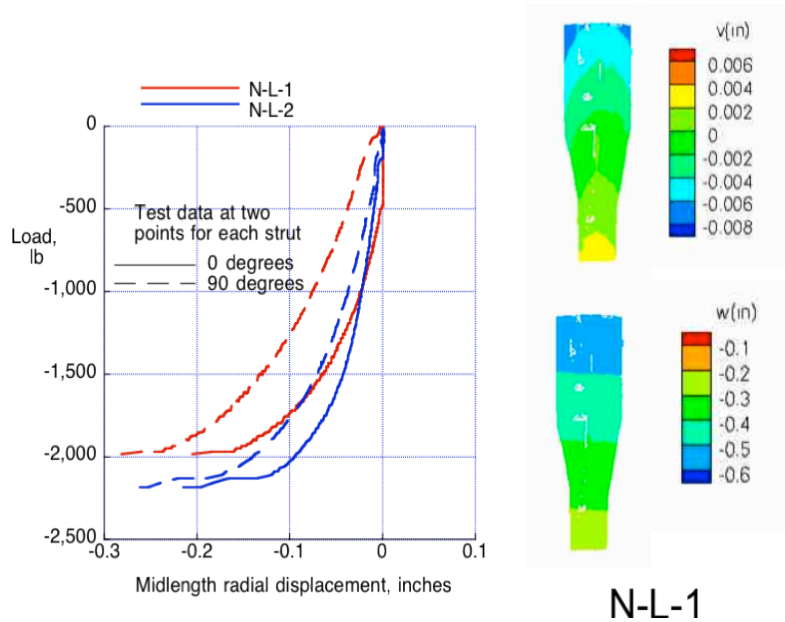 N-L-1
N-L-2
0
-500
-1,000
-1,500
-2,000
-2,500
Load,
lb
Test data at two
points for each strut
0 degrees
90 degrees
-0.3
-0.2
-0.1
0
0.1
Midlength radial displacement, inches
v(in)
0.006
0.004
0.002
0
-0.002
-0.004
-0.006
-0.008
w(in)
-0.1
-0.2
-0.3
-0.4
-0.5
-0.6
N-L-1